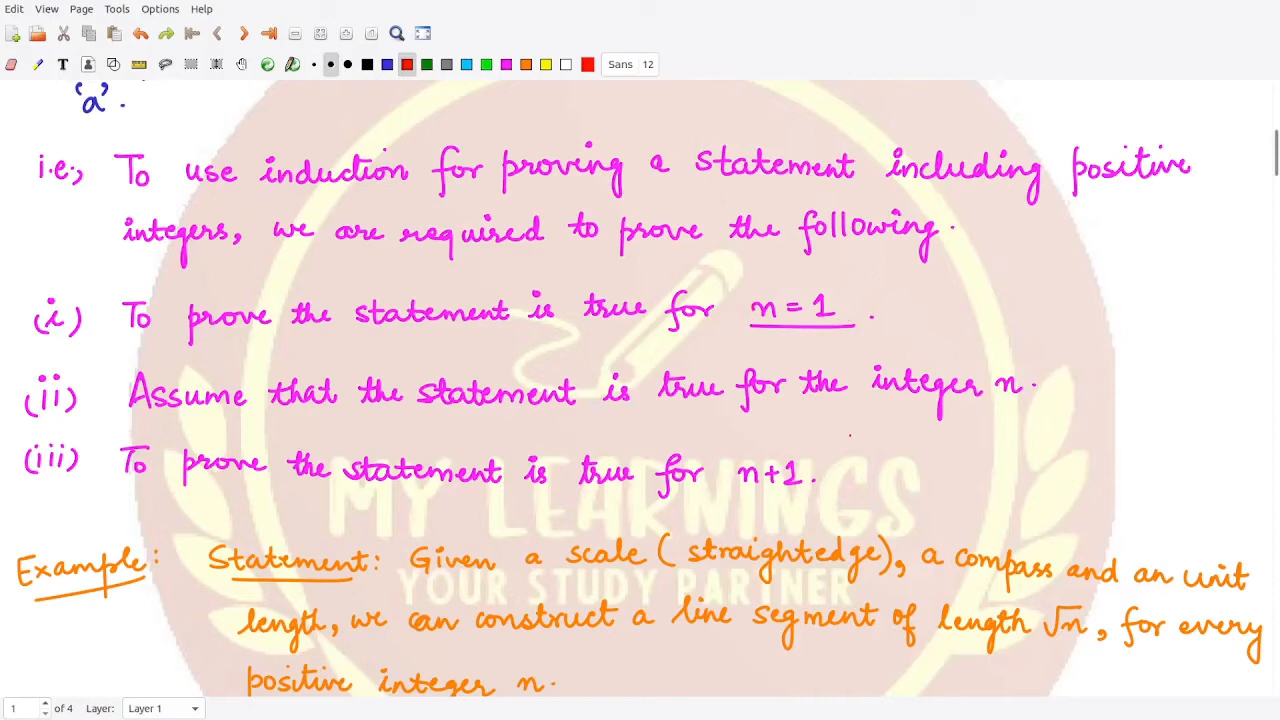 Edit View Page Tools Options Help
Sans 12
'a'.
i.e., To use induction for proving a statement including positive
integers, we are required to prove the following.
(i) To prove the statement is true for n = 1.
(ii) Assume that the statement is true for the integer n.
(iii) To prove the statement is true for n+1.
MY LEARNINGS
YOUR STUDY PARTNER
Example: Statement: Given a scale (straightedge), a compass and an unit
length, we can construct a line segment of length √n, for every
positive integer n.
1 of 4 Layer: Layer 1